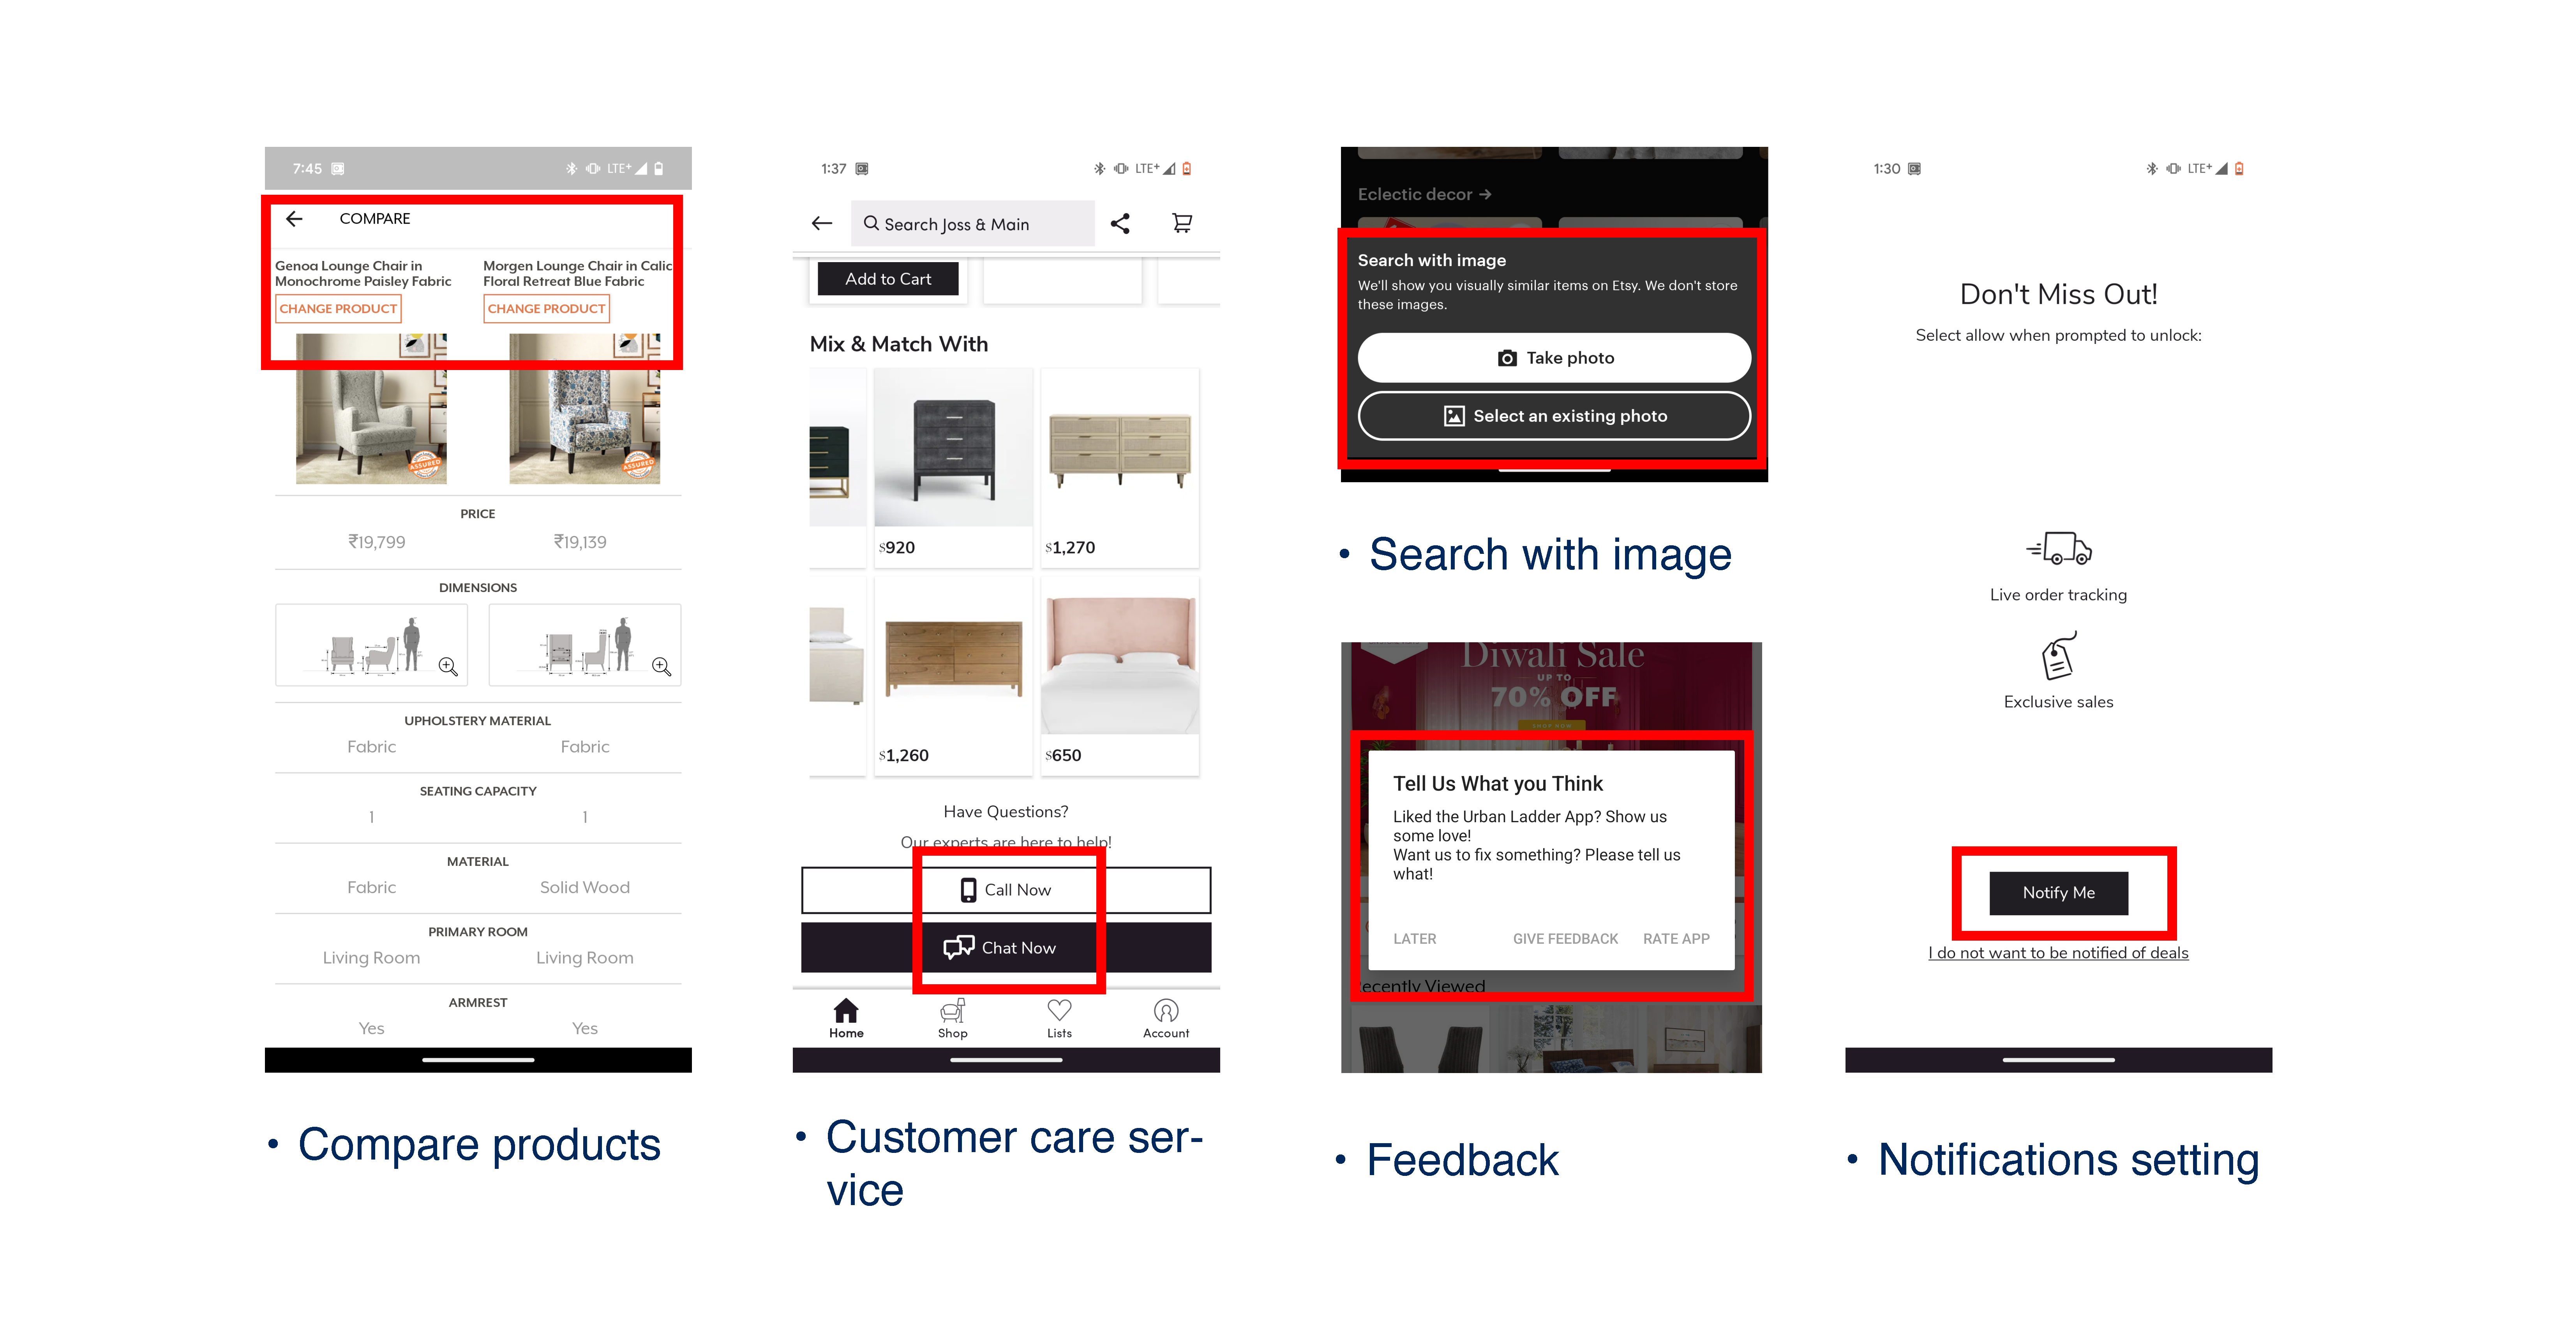 7:45 LTE+
COMPARE
Genoa Lounge Chair in
Monochrome Paisley Fabric
CHANGE PRODUCT
Morgen Lounge Chair in Calic
Floral Retreat Blue Fabric
CHANGE PRODUCT
ASSURED
ASSURED
PRICE
₹19,799 ₹19,139
DIMENSIONS
UPHOLSTERY MATERIAL
Fabric Fabric
SEATING CAPACITY
1 1
MATERIAL
Fabric Solid Wood
PRIMARY ROOM
Living Room Living Room
ARMREST
Yes Yes
• Compare products
1:37 LTE+
Search Joss & Main
Add to Cart
Mix & Match With
$920 $1,270
$1,260 $650
Have Questions?
Our experts are here to help!
Call Now
Chat Now
Home Shop Lists Account
• Customer care ser-
vice
Eclectic decor →
Search with image
We'll show you visually similar items on Etsy. We don't store
these images.
Take photo
Select an existing photo
• Search with image
Diwali Sale
UP TO
70% OFF
SHOP NOW
Tell Us What you Think
Liked the Urban Ladder App? Show us
some love!
Want us to fix something? Please tell us
what!
LATER GIVE FEEDBACK RATE APP
ecently Viewed
• Feedback
1:30 LTE+
Don't Miss Out!
Select allow when prompted to unlock:
Live order tracking
Exclusive sales
Notify Me
I do not want to be notified of deals
• Notifications setting